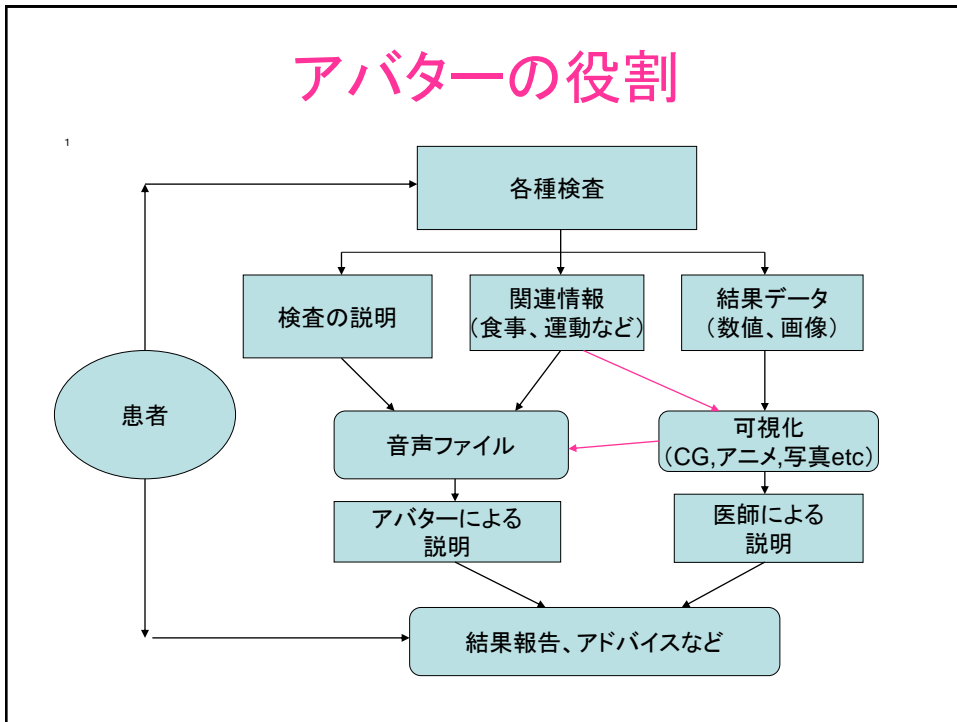 アバターの役割
1
各種検査
検査の説明
関連情報
（食事、運動など）
結果データ
（数値、画像）
患者
音声ファイル
可視化
（CG,アニメ,写真etc）
アバターによる
説明
医師による
説明
結果報告、アドバイスなど